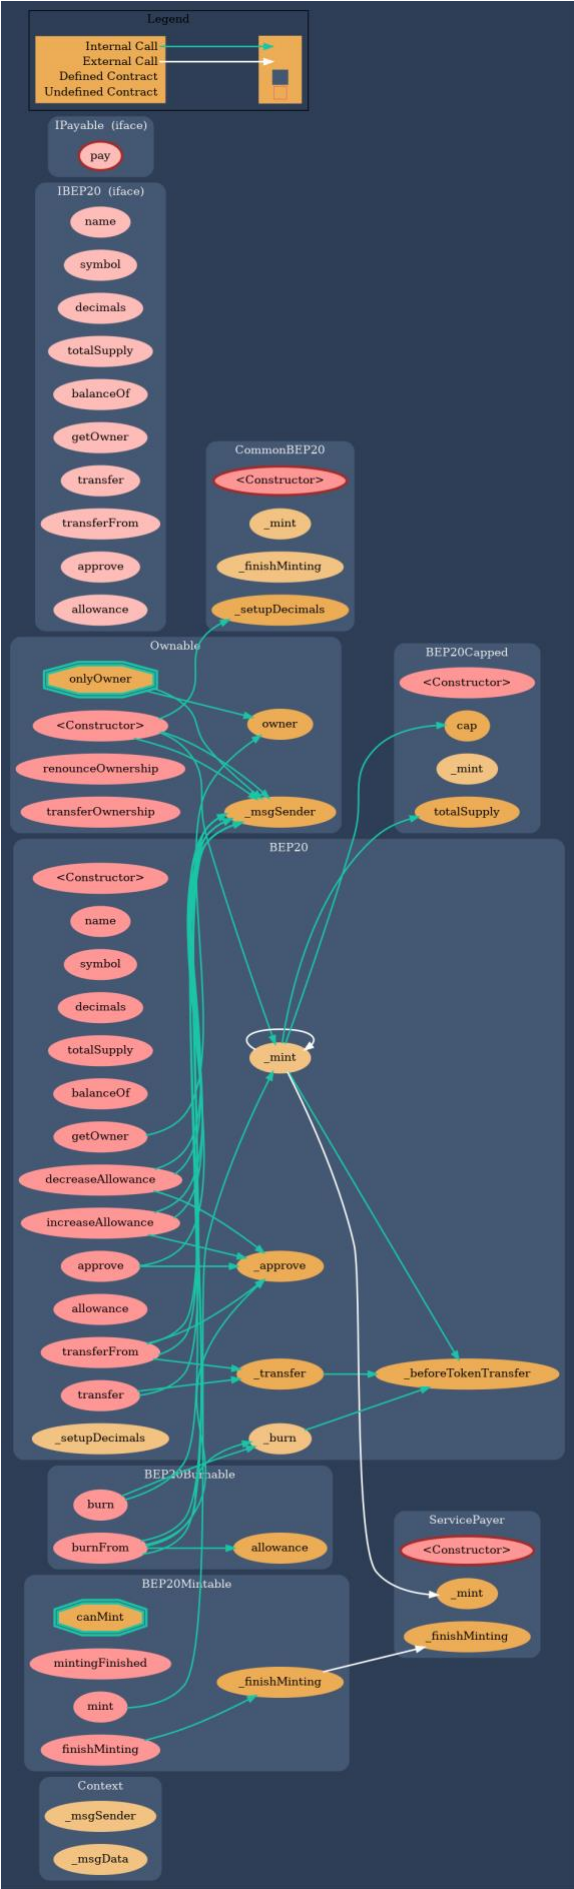 Legend
Internal Call
External Call
Defined Contract
Undefined Contract
IPayable (iface)
pay
IBEP20 (iface)
name
symbol
decimals
totalSupply
balanceOf
getOwner
transfer
transferFrom
approve
allowance
CommonBEP20
<Constructor>
_mint
_finishMinting
_setupDecimals
Ownable
onlyOwner
<Constructor>
renounceOwnership
transferOwnership
owner
_msgSender
BEP20Capped
<Constructor>
cap
_mint
totalSupply
BEP20
<Constructor>
name
symbol
decimals
totalSupply
balanceOf
getOwner
decreaseAllowance
increaseAllowance
approve
allowance
transferFrom
transfer
_setupDecimals
_mint
_approve
_transfer
_burn
_beforeTokenTransfer
BEP20Burnable
burn
burnFrom
allowance
ServicePayer
<Constructor>
_mint
_finishMinting
BEP20Mintable
canMint
mintingFinished
mint
finishMinting
_finishMinting
Context
_msgSender
_msgData